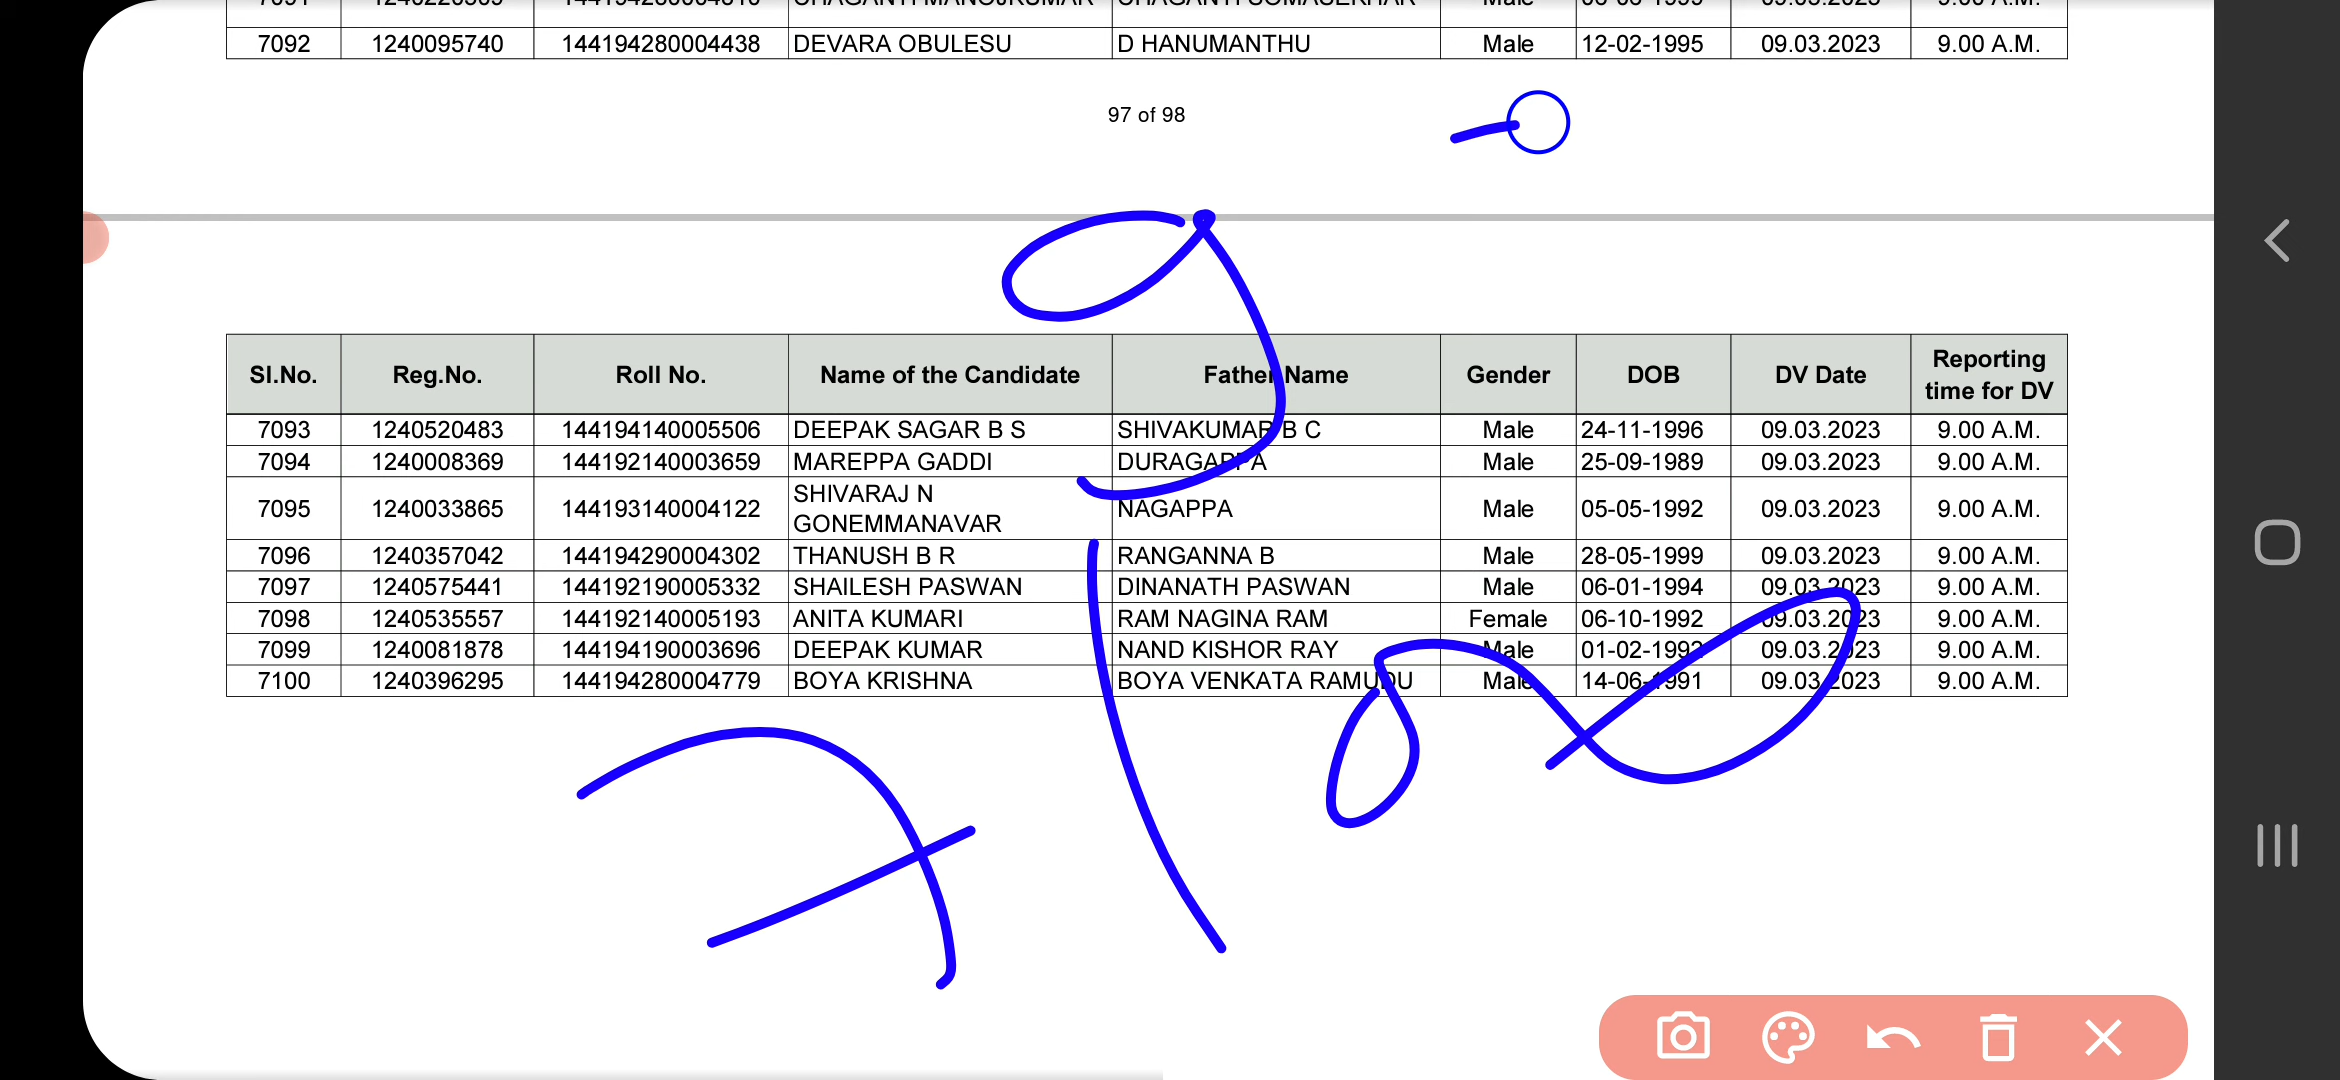 7092 1240095740 144194280004438 DEVARA OBULESU D HANUMANTHU Male 12-02-1995 09.03.2023 9.00 A.M.
97 of 98
SI.No. Reg.No. Roll No. Name of the Candidate Father Name Gender DOB DV Date Reporting time for DV
7093 1240520483 144194140005506 DEEPAK SAGAR B S SHIVAKUMAR B C Male 24-11-1996 09.03.2023 9.00 A.M.
7094 1240008369 144192140003659 MAREPPA GADDI DURAGAPPA Male 25-09-1989 09.03.2023 9.00 A.M.
7095 1240033865 144193140004122 SHIVARAJ N GONEMMANAVAR NAGAPPA Male 05-05-1992 09.03.2023 9.00 A.M.
7096 1240357042 144194290004302 THANUSH B R RANGANNA B Male 28-05-1999 09.03.2023 9.00 A.M.
7097 1240575441 144192190005332 SHAILESH PASWAN DINANATH PASWAN Male 06-01-1994 09.03.2023 9.00 A.M.
7098 1240535557 144192140005193 ANITA KUMARI RAM NAGINA RAM Female 06-10-1992 09.03.2023 9.00 A.M.
7099 1240081878 144194190003696 DEEPAK KUMAR NAND KISHOR RAY Male 01-02-1992 09.03.2023 9.00 A.M.
7100 1240396295 144194280004779 BOYA KRISHNA BOYA VENKATA RAMUDU Male 14-06-1991 09.03.2023 9.00 A.M.